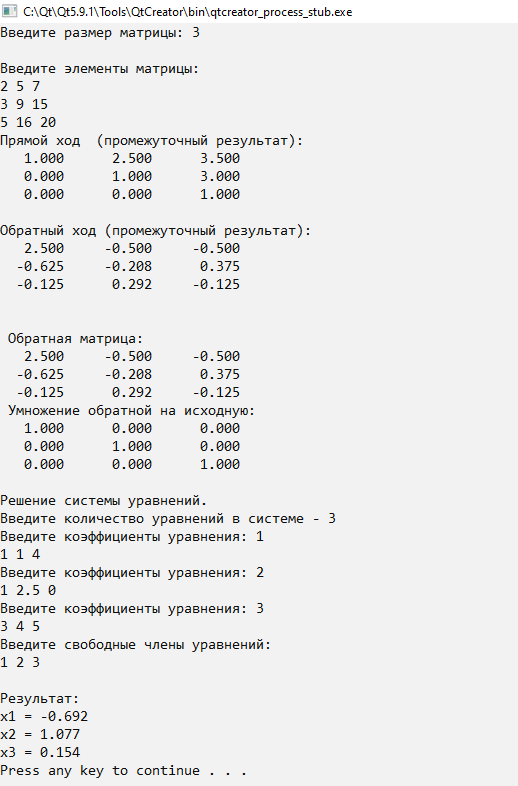 C:\Qt\Qt5.9.1\Tools\QtCreator\bin\qtcreator_process_stub.exe
Введите размер матрицы: 3
Введите элементы матрицы:
2 5 7
3 9 15
5 16 20
Прямой ход (промежуточный результат):
1.000 2.500 3.500
0.000 1.000 3.000
0.000 0.000 1.000
Обратный ход (промежуточный результат):
2.500 -0.500 -0.500
-0.625 -0.208 0.375
-0.125 0.292 -0.125
Обратная матрица:
2.500 -0.500 -0.500
-0.625 -0.208 0.375
-0.125 0.292 -0.125
Умножение обратной на исходную:
1.000 0.000 0.000
0.000 1.000 0.000
0.000 0.000 1.000
Решение системы уравнений.
Введите количество уравнений в системе - 3
Введите коэффициенты уравнения: 1
1 1 4
Введите коэффициенты уравнения: 2
1 2.5 0
Введите коэффициенты уравнения: 3
3 4 5
Введите свободные члены уравнений:
1 2 3
Результат:
x1 = -0.692
x2 = 1.077
x3 = 0.154
Press any key to continue . . .